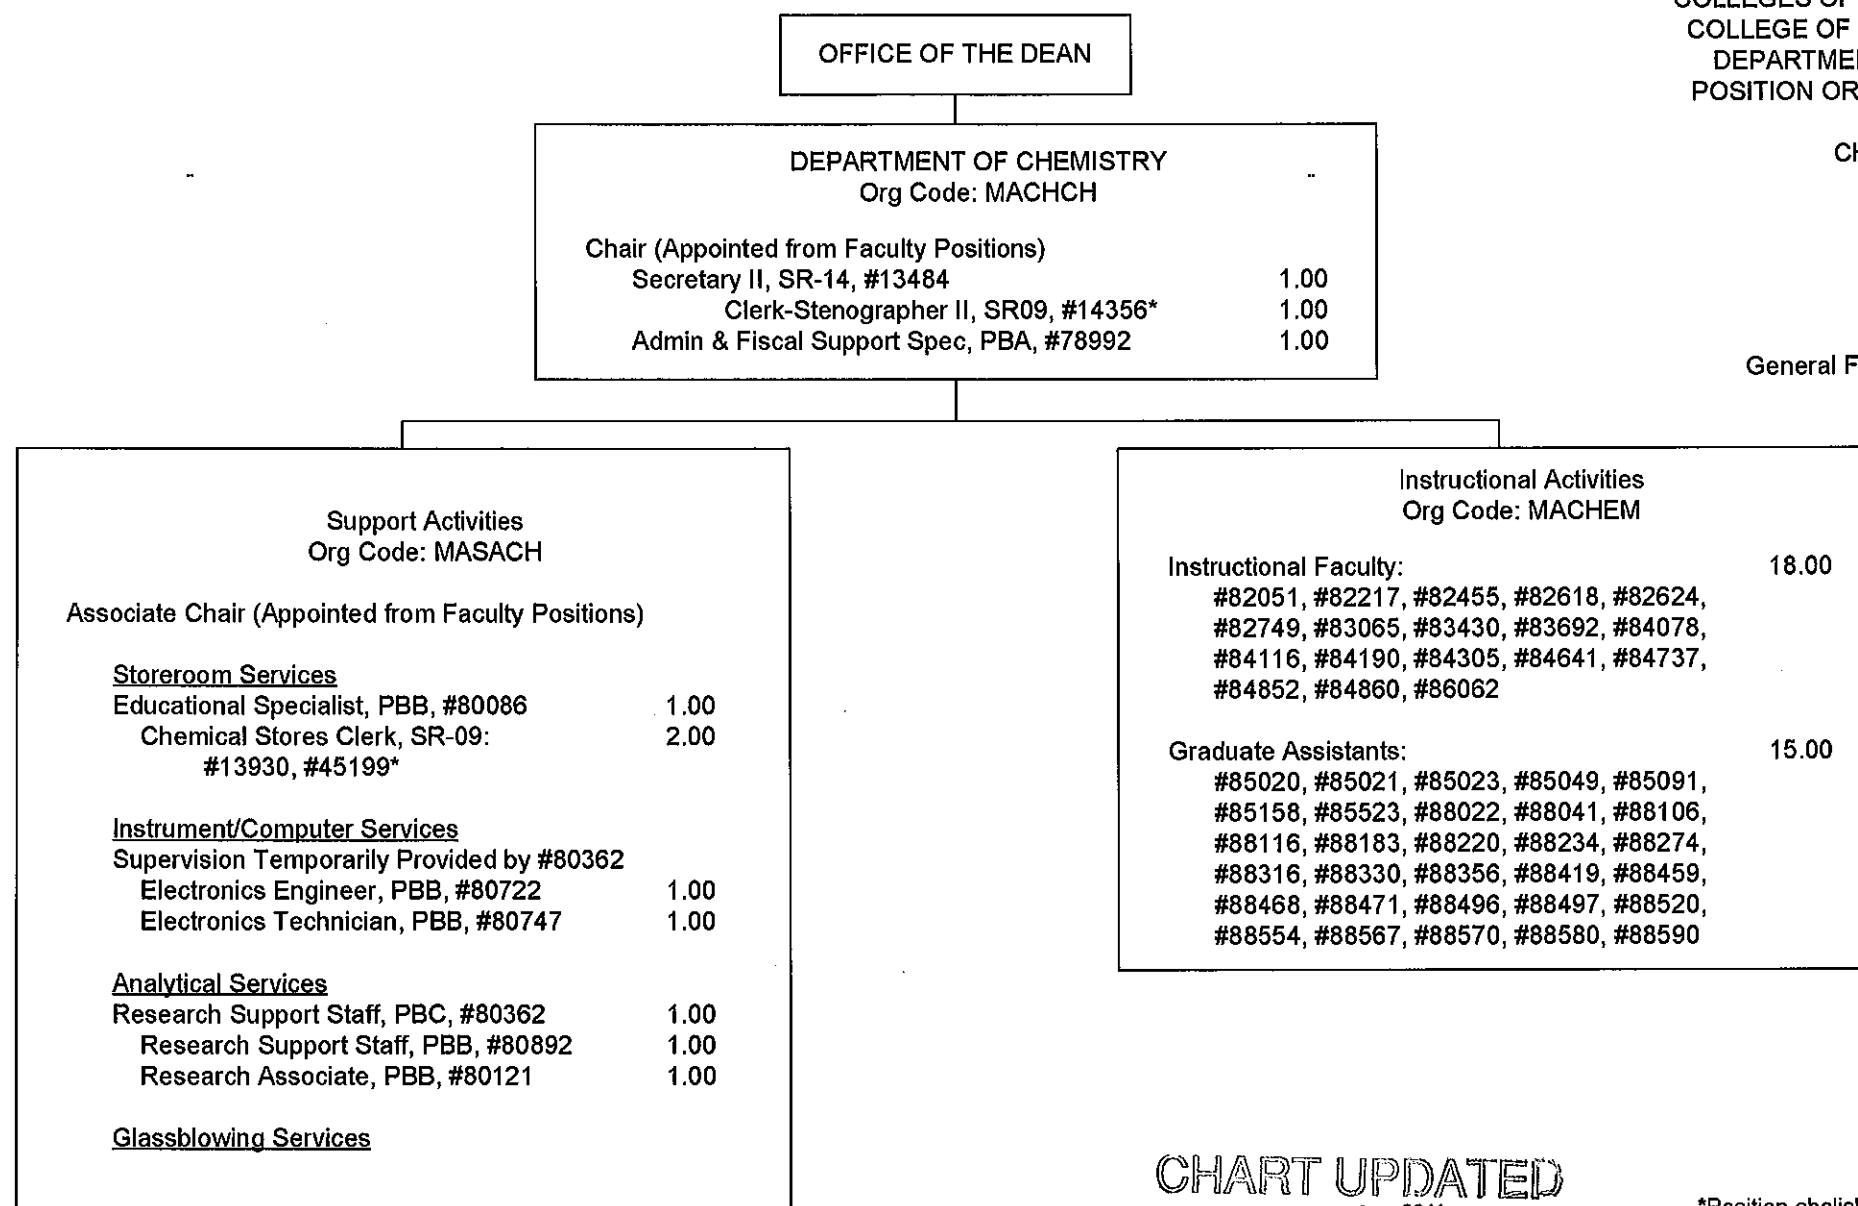 OFFICE OF THE DEAN
COLLEGE OF
POSITION OR
DEPARTMENT OF CHEMISTRY
Org Code: MACHCH
Chair (Appointed from Faculty Positions)
Secretary II, SR-14, #13484 1.00
Clerk-Stenographer II, SR09, #14356* 1.00
Admin & Fiscal Support Spec, PBA, #78992 1.00
General F
Support Activities
Org Code: MASACH
Associate Chair (Appointed from Faculty Positions)
Storeroom Services
Educational Specialist, PBB, #80086 1.00
Chemical Stores Clerk, SR-09: 2.00
#13930, #45199*
Instrument/Computer Services
Supervision Temporarily Provided by #80362
Electronics Engineer, PBB, #80722 1.00
Electronics Technician, PBB, #80747 1.00
Analytical Services
Research Support Staff, PBC, #80362 1.00
Research Support Staff, PBB, #80892 1.00
Research Associate, PBB, #80121 1.00
Glassblowing Services
Instructional Activities
Org Code: MACHEM
Instructional Faculty: 18.00
#82051, #82217, #82455, #82618, #82624,
#82749, #83065, #83430, #83692, #84078,
#84116, #84190, #84305, #84641, #84737,
#84852, #84860, #86062
Graduate Assistants: 15.00
#85020, #85021, #85023, #85049, #85091,
#85158, #85523, #88022, #88041, #88106,
#88116, #88183, #88220, #88234, #88274,
#88316, #88330, #88356, #88419, #88459,
#88468, #88471, #88496, #88497, #88520,
#88554, #88567, #88570, #88580, #88590
CHART UPDATED
*Position